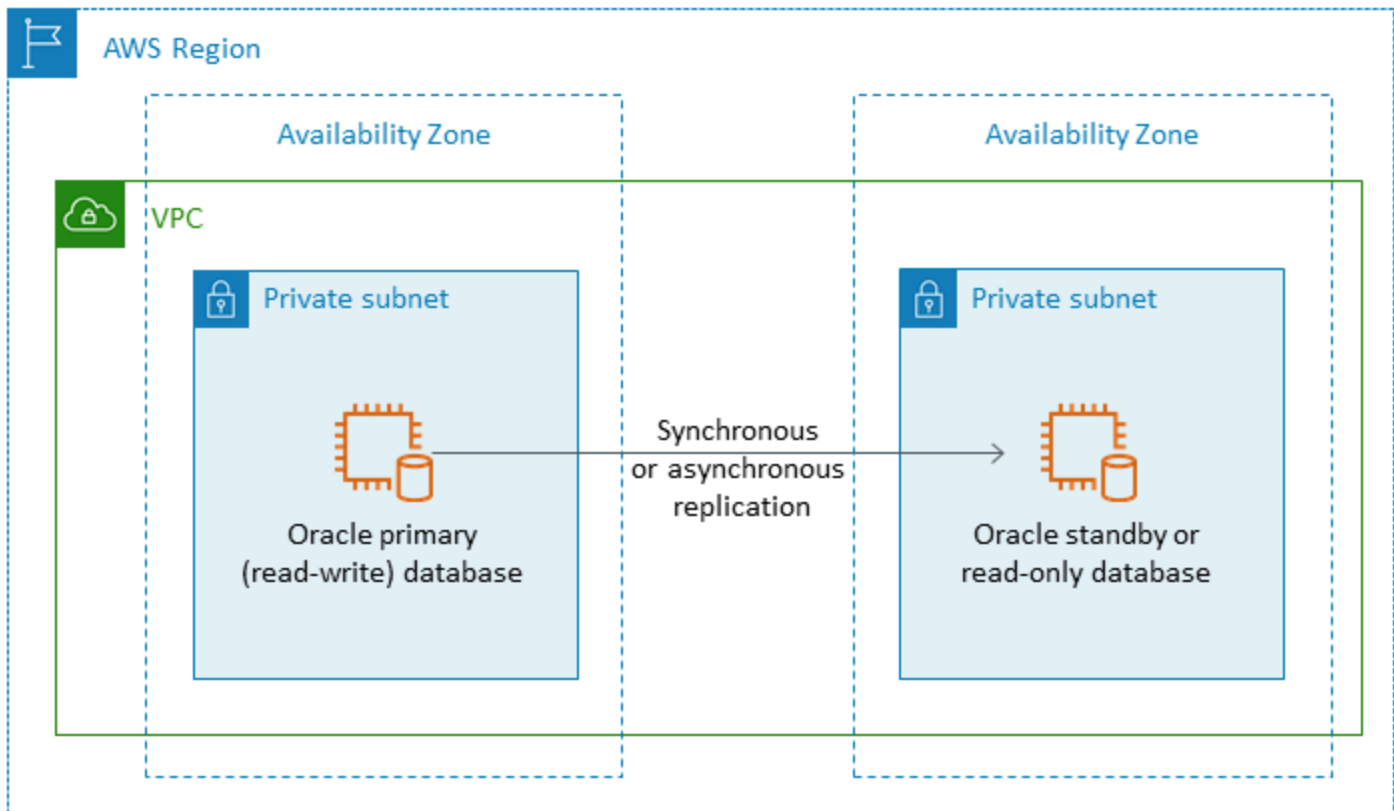 AWS Region
Availability Zone
Availability Zone
VPC
Private subnet
Private subnet
Synchronous
or asynchronous
replication
Oracle primary
(read-write) database
Oracle standby or
read-only database